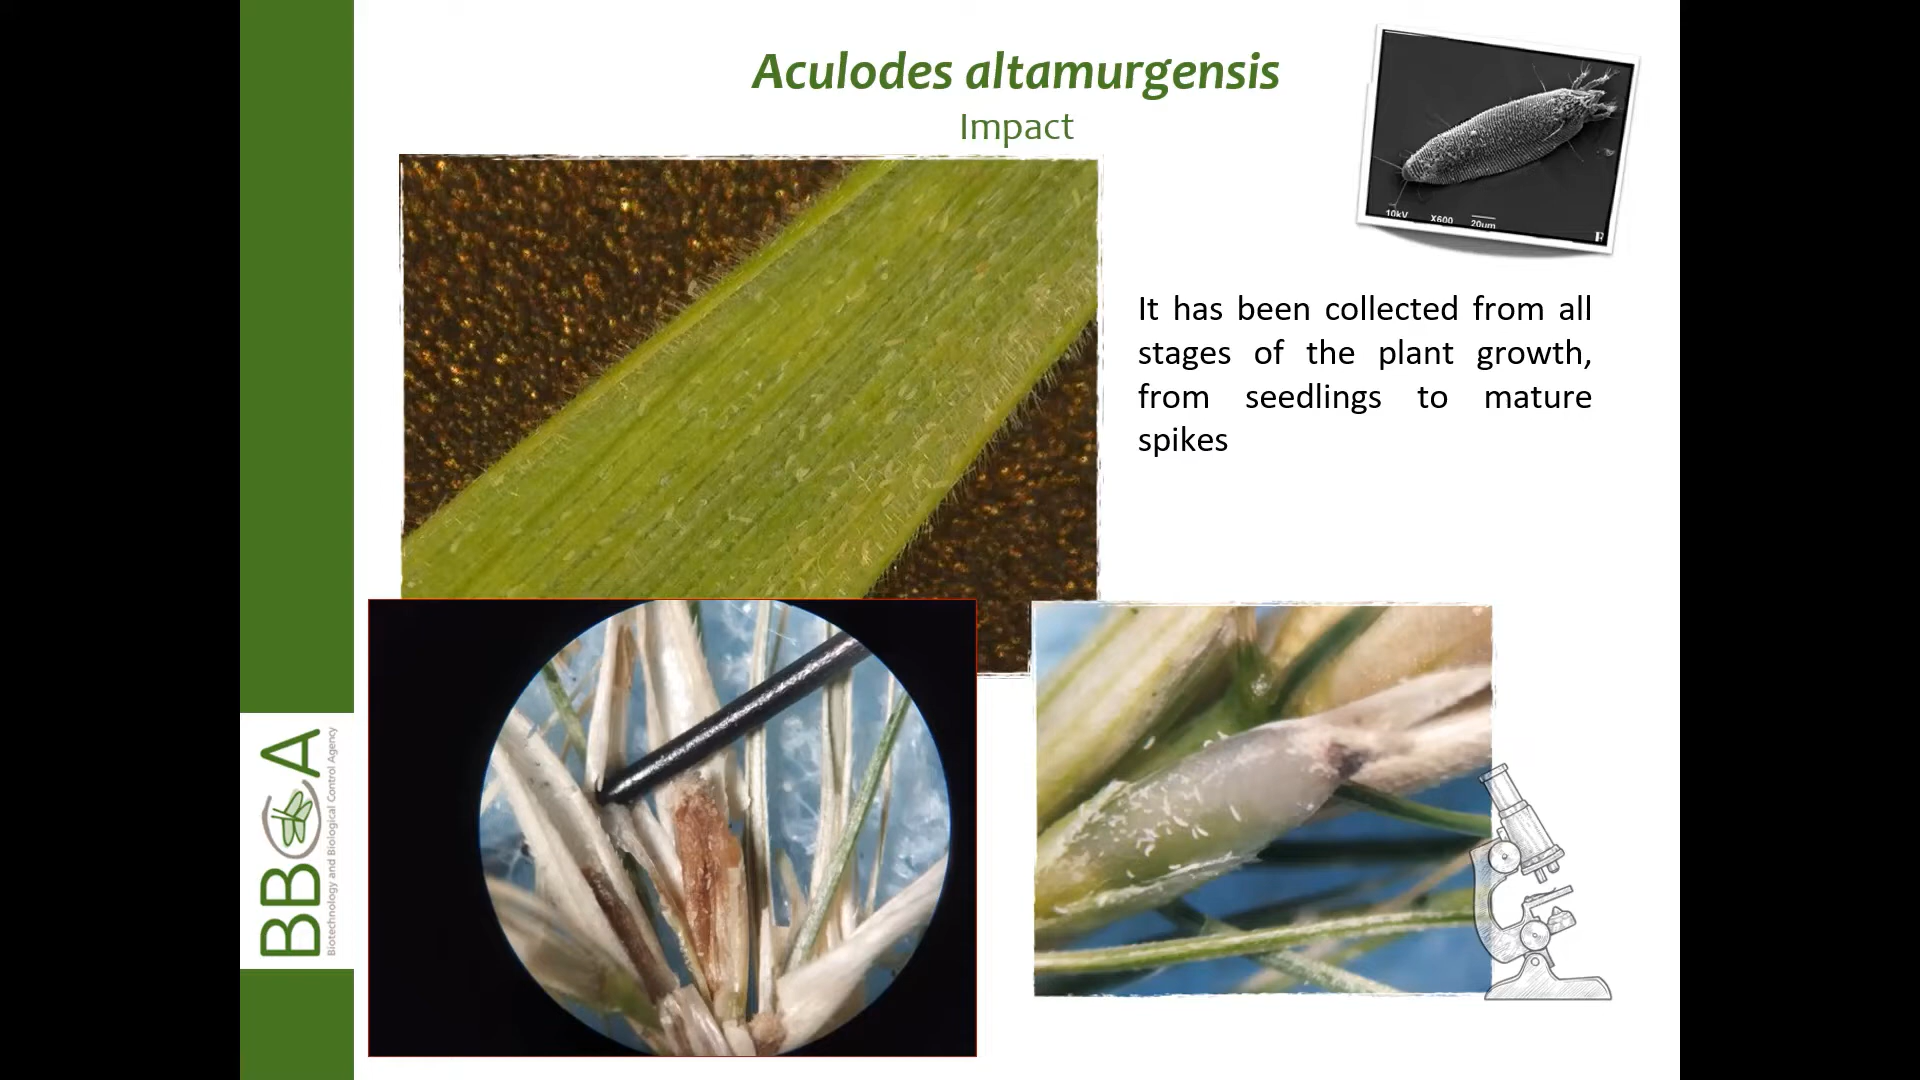 Aculodes altamurgensis
Impact
10kV X600 20um
F
It has been collected from all
stages of the plant growth,
from seedlings to mature
spikes
BBCA
Biotechnology and Biological Control Agency